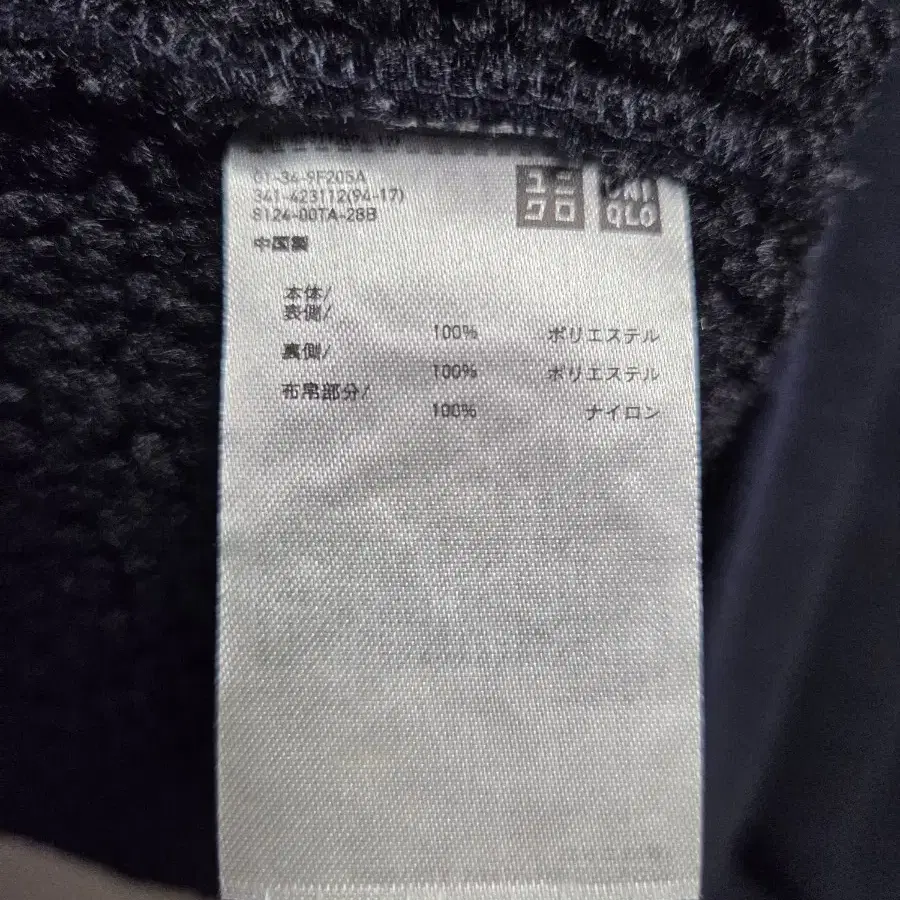 01-34-9F205A
341-423112(94-17)
8124-00TA-28B
中国製
ユニ
クロ
UNI
QLO
本体/
表側/
100% ポリエステル
裏側/
100% ポリエステル
布帛部分/
100% ナイロン